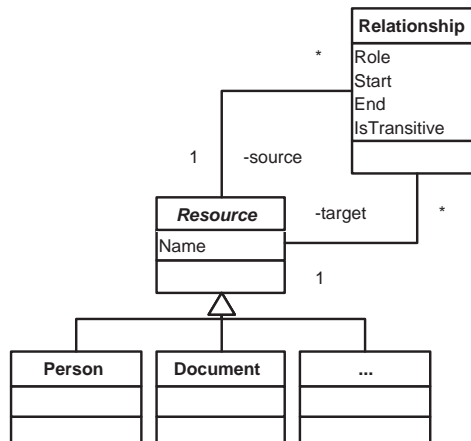 Relationship
Role
Start
End
IsTransitive
*
1
-source
Resource
Name
-target
*
1
Person
Document
...